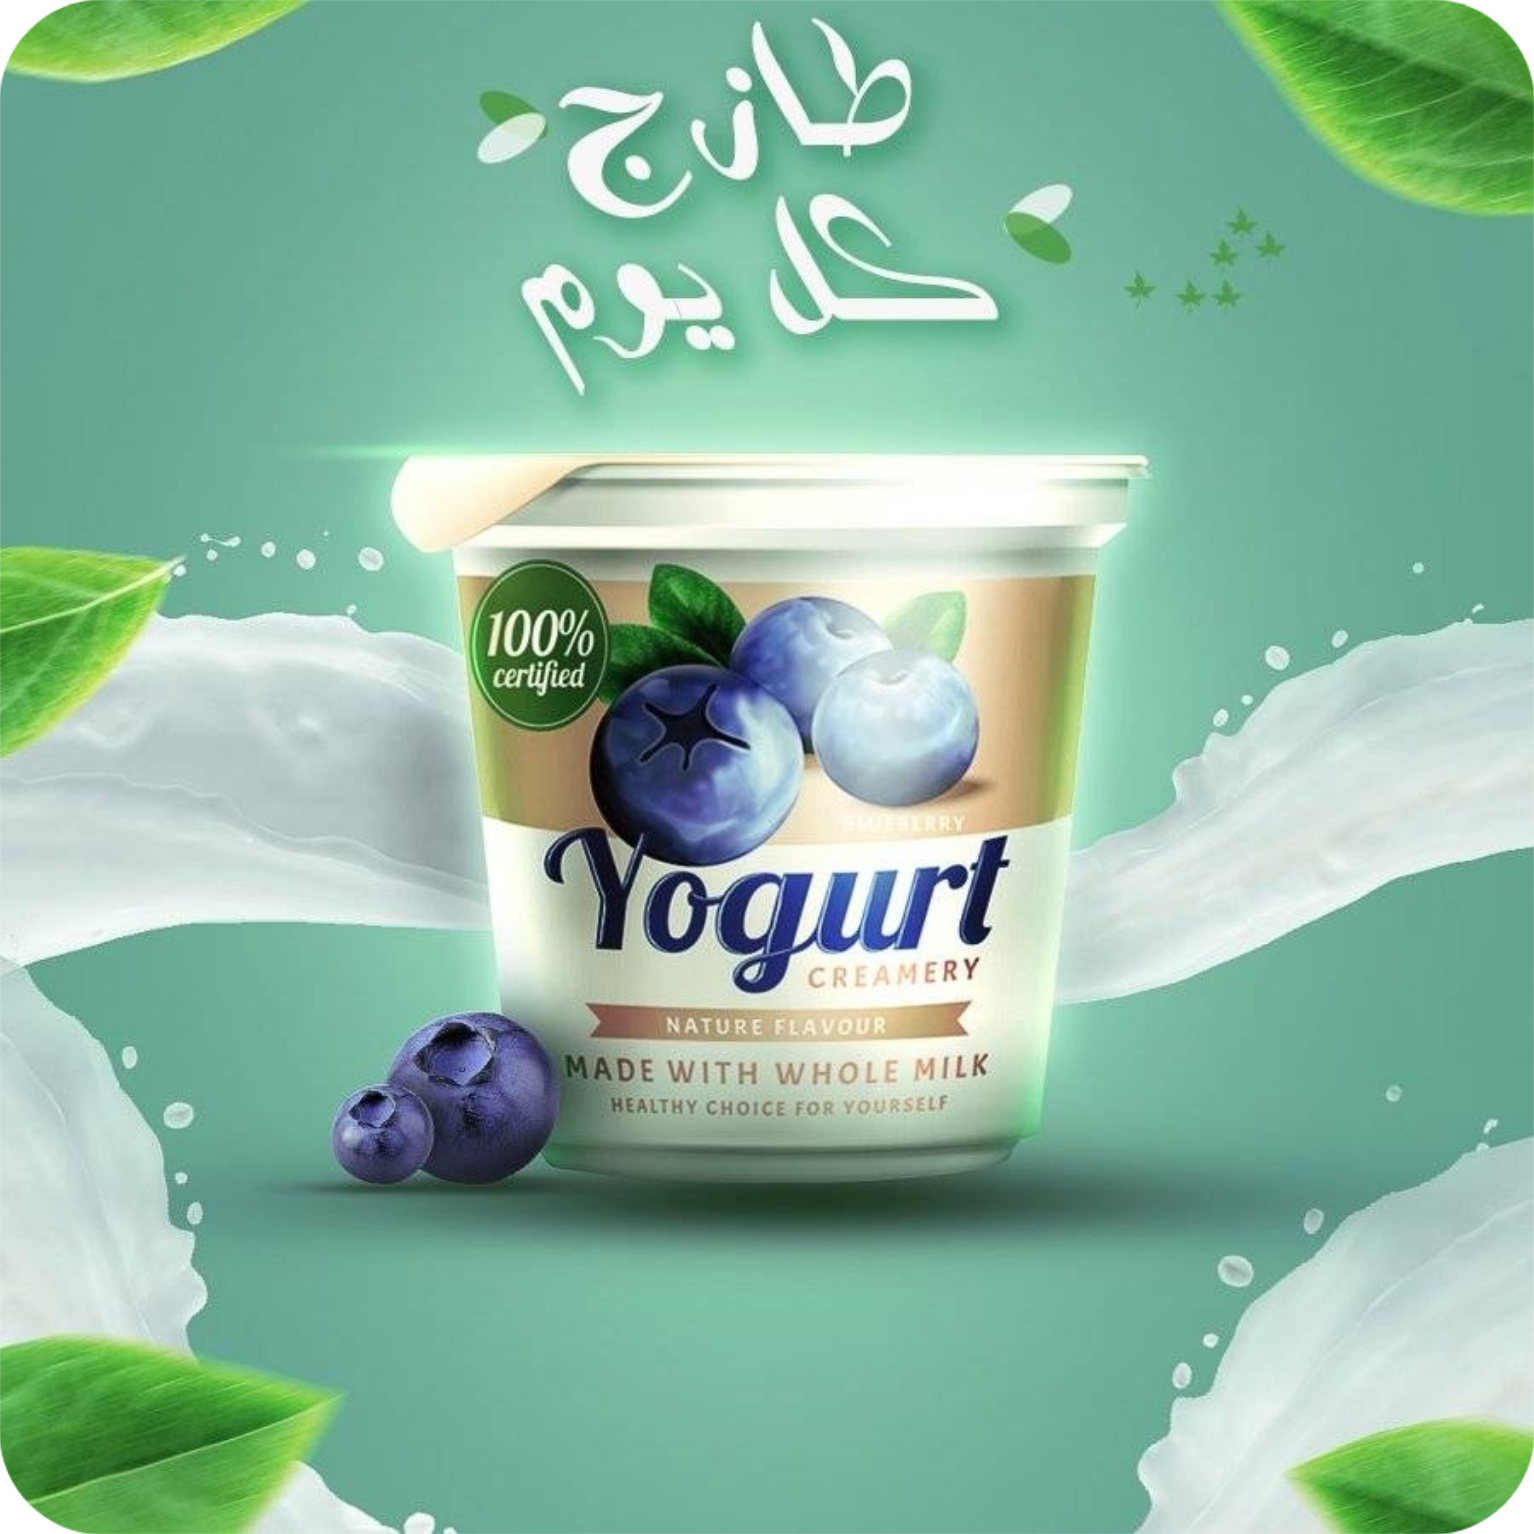 طازج
كل يوم
100%
certified
BLUEBERRY
Yogurt
CREAMERY
NATURE FLAVOUR
MADE WITH WHOLE MILK
HEALTHY CHOICE FOR YOURSELF